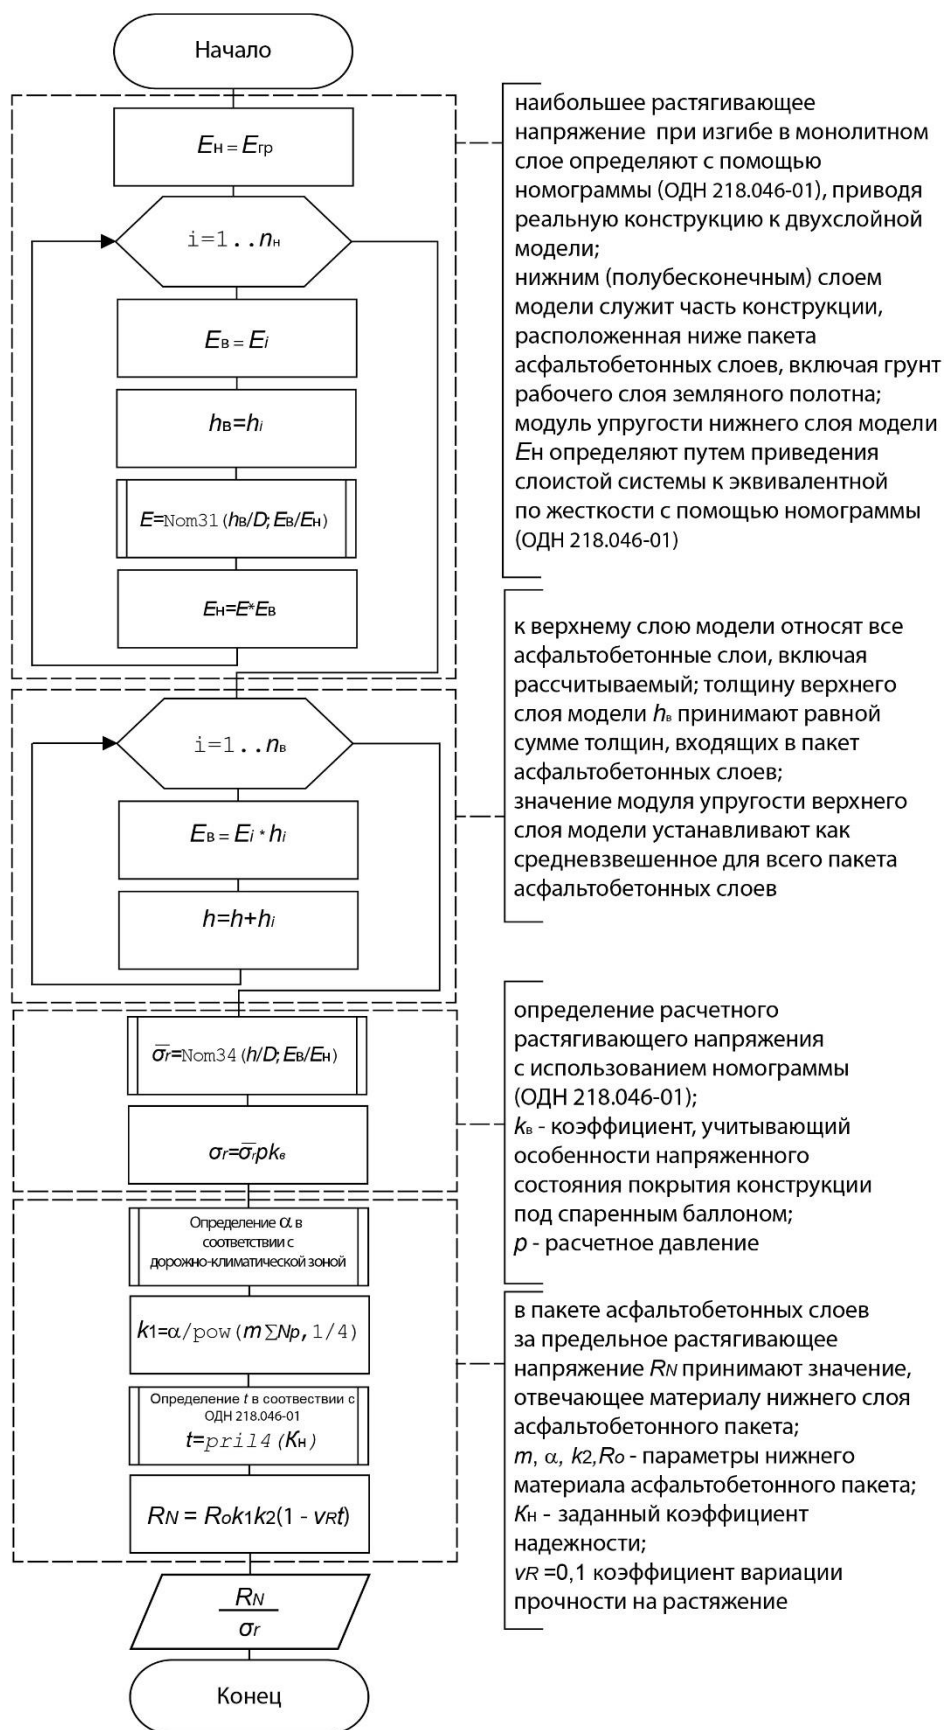 Начало
Eн = Eгр
i=1..nн
Eв = Ei
hв=hi
E=Nom31(hв/D; Eв/Eн)
Eн=E*Eв
наибольшее растягивающее
напряжение при изгибе в монолитном
слое определяют с помощью
номограммы (ОДН 218.046-01), приводя
реальную конструкцию к двухслойной
модели;
нижним (полубесконечным) слоем
модели служит часть конструкции,
расположенная ниже пакета
асфальтобетонных слоев, включая грунт
рабочего слоя земляного полотна;
модуль упругости нижнего слоя модели
Eн определяют путем приведения
слоистой системы к эквивалентной
по жесткости с помощью номограммы
(ОДН 218.046-01)
i=1..nв
Eв = Ei * hi
h=h+hi
к верхнему слою модели относят все
асфальтобетонные слои, включая
рассчитываемый; толщину верхнего
слоя модели hв принимают равной
сумме толщин, входящих в пакет
асфальтобетонных слоев;
значение модуля упругости верхнего
слоя модели устанавливают как
средневзвешенное для всего пакета
асфальтобетонных слоев
σ̅r=Nom34(h/D; Eв/Eн)
σr=σ̅rpkв
определение расчетного
растягивающего напряжения
с использованием номограммы
(ОДН 218.046-01);
kв - коэффициент, учитывающий
особенности напряженного
состояния покрытия конструкции
под спаренным баллоном;
p - расчетное давление
Определение α в
соответствии с
дорожно-климатической зоной
k1=α/pow(m∑Np, 1/4)
Определение t в соотвествии с
ОДН 218.046-01
t=pril4(Kн)
RN = Rok1k2(1 - vRt)
в пакете асфальтобетонных слоев
за предельное растягивающее
напряжение RN принимают значение,
отвечающее материалу нижнего слоя
асфальтобетонного пакета;
m, α, k2,Ro - параметры нижнего
материала асфальтобетонного пакета;
Kн - заданный коэффициент
надежности;
vR =0,1 коэффициент вариации
прочности на растяжение
RN
σr
Конец